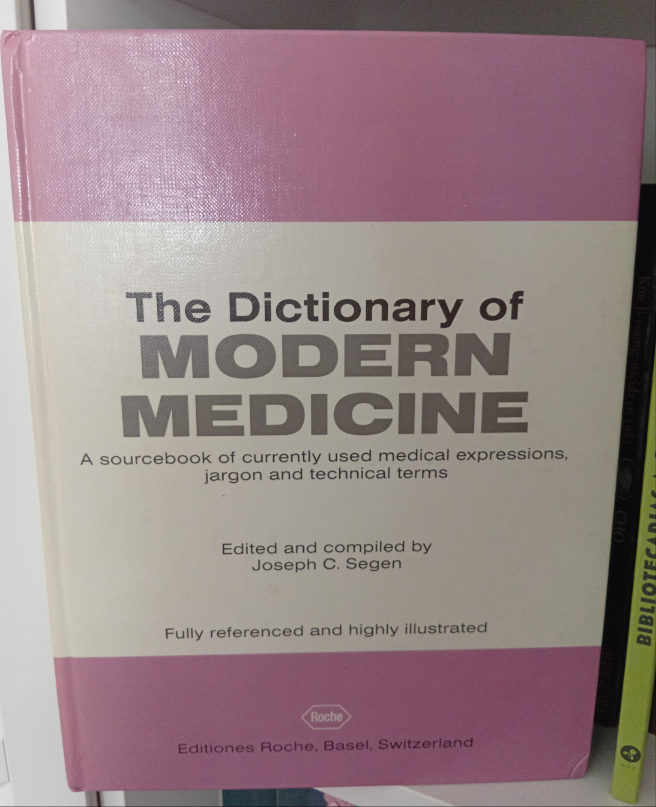 The Dictionary of
MODERN
MEDICINE
A sourcebook of currently used medical expressions,
jargon and technical terms
Edited and compiled by
Joseph C. Segen
Fully referenced and highly illustrated
Roche
Editiones Roche, Basel, Switzerland